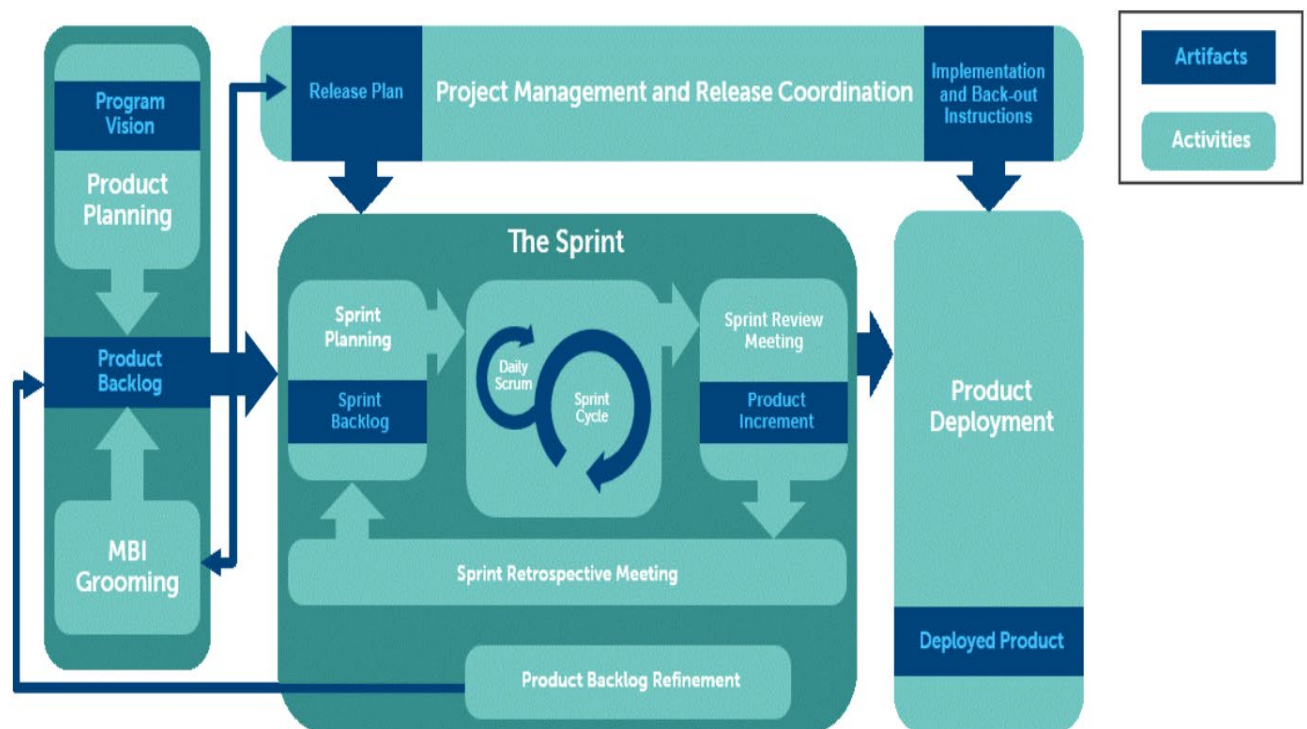 Program
Vision
Product
Planning
Product
Backlog
MBI
Grooming
Release Plan
Project Management and Release Coordination
Implementation
and Back-out
Instructions
The Sprint
Sprint
Planning
Sprint
Backlog
Daily
Scrum
Sprint
Cycle
Sprint Review
Meeting
Product
Increment
Sprint Retrospective Meeting
Product Backlog Refinement
Product
Deployment
Deployed Product
Artifacts
Activities